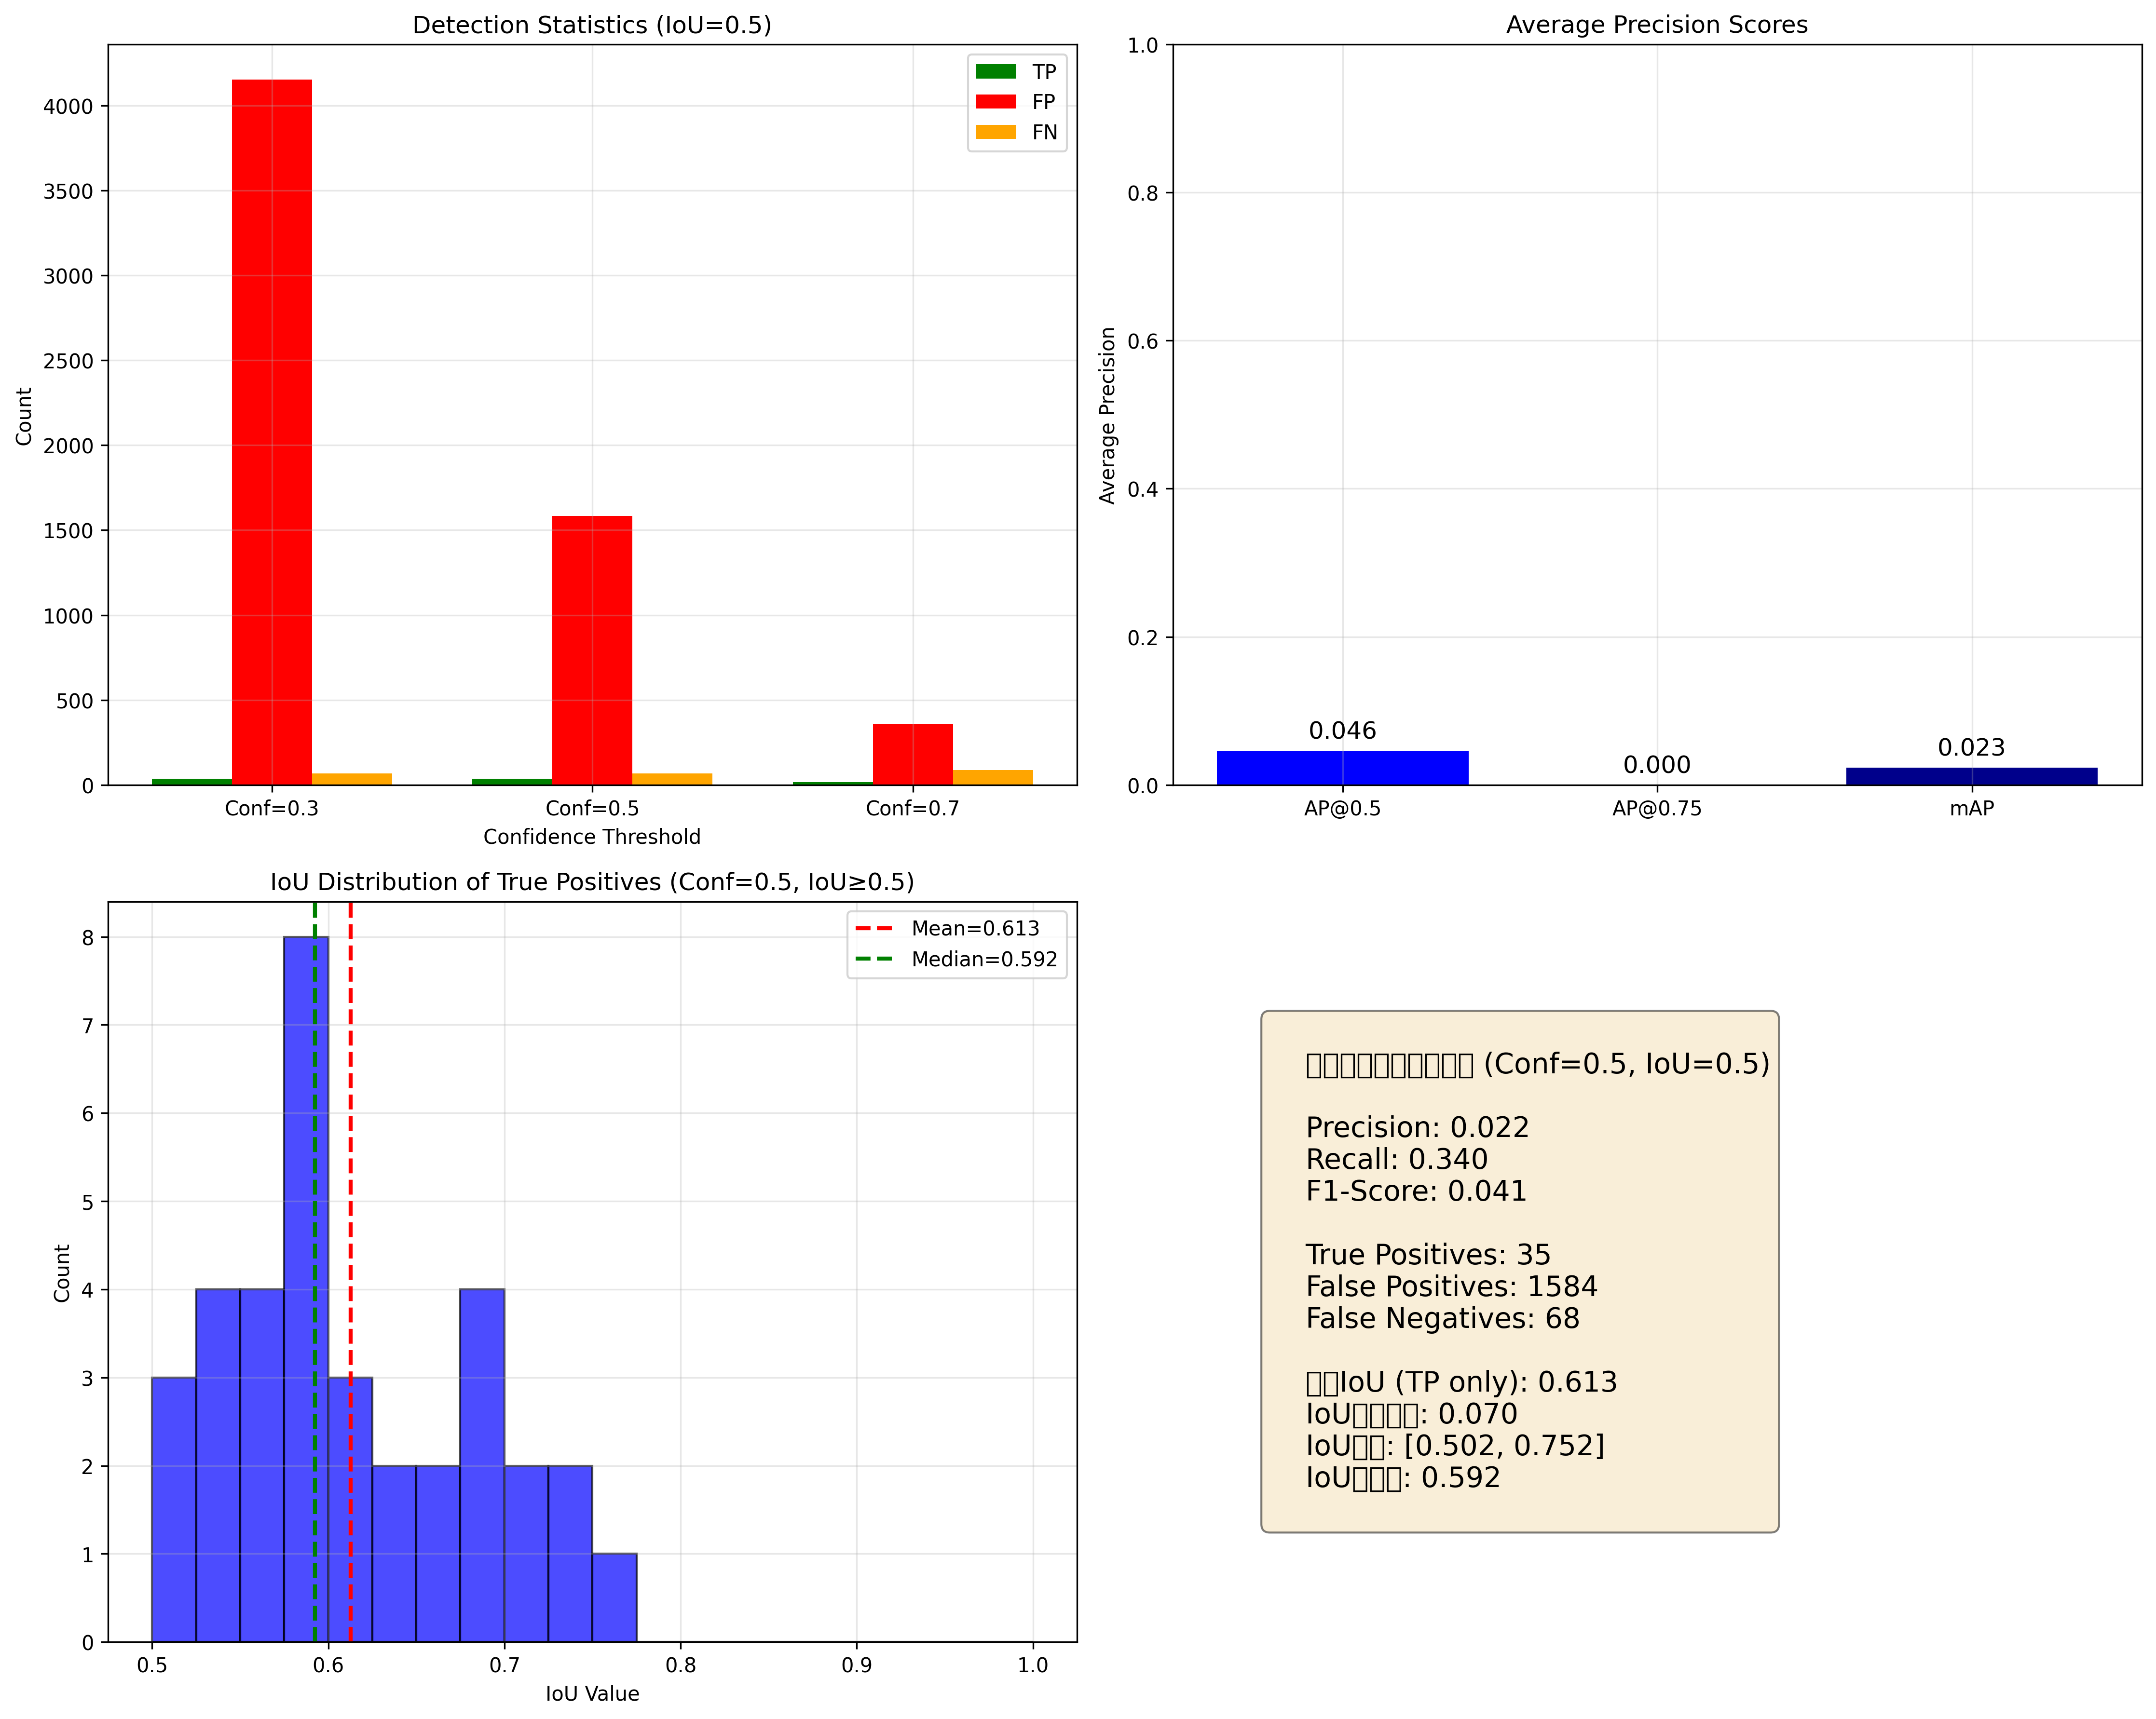 Detection Statistics (IoU=0.5)
TP
FP
FN
4000
3500
3000
2500
2000
1500
1000
500
0
Count
Conf=0.3
Conf=0.5
Conf=0.7
Confidence Threshold
Average Precision Scores
1.0
0.8
0.6
0.4
0.2
0.0
Average Precision
0.046
0.000
0.023
AP@0.5
AP@0.75
mAP
IoU Distribution of True Positives (Conf=0.5, IoU≥0.5)
Mean=0.613
Median=0.592
8
7
6
5
4
3
2
1
0
Count
0.5
0.6
0.7
0.8
0.9
1.0
IoU Value
(Conf=0.5, IoU=0.5)
Precision: 0.022
Recall: 0.340
F1-Score: 0.041
True Positives: 35
False Positives: 1584
False Negatives: 68
IoU (TP only): 0.613
IoU: 0.070
IoU: [0.502, 0.752]
IoU: 0.592